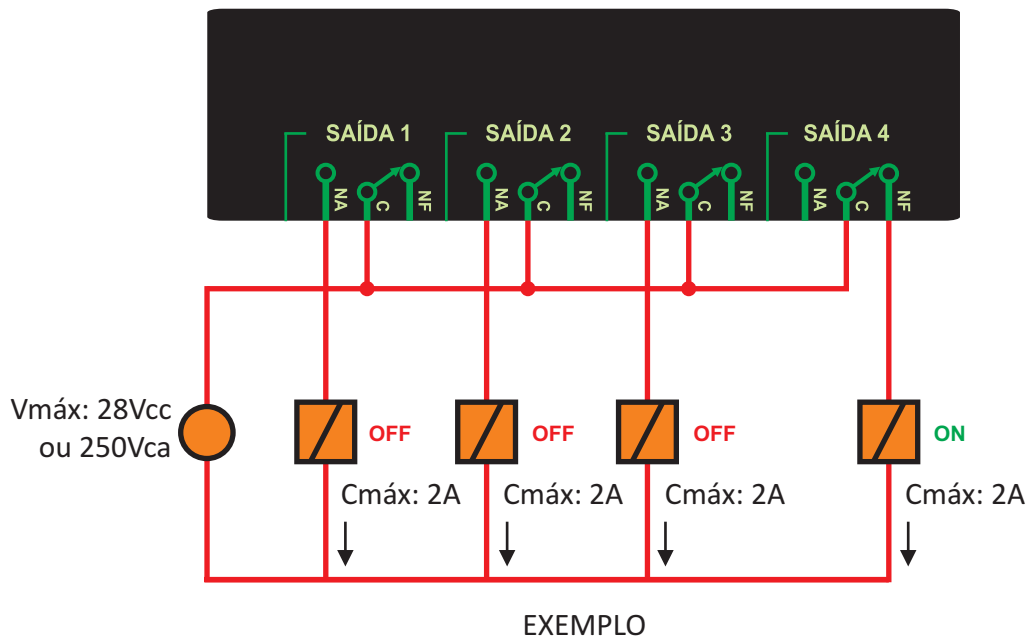 SAÍDA 1 SAÍDA 2 SAÍDA 3 SAÍDA 4
NA C NF NA C NF NA C NF NA C NF
Vmáx: 28Vcc
ou 250Vca
OFF OFF OFF ON
Cmáx: 2A Cmáx: 2A Cmáx: 2A Cmáx: 2A
EXEMPLO